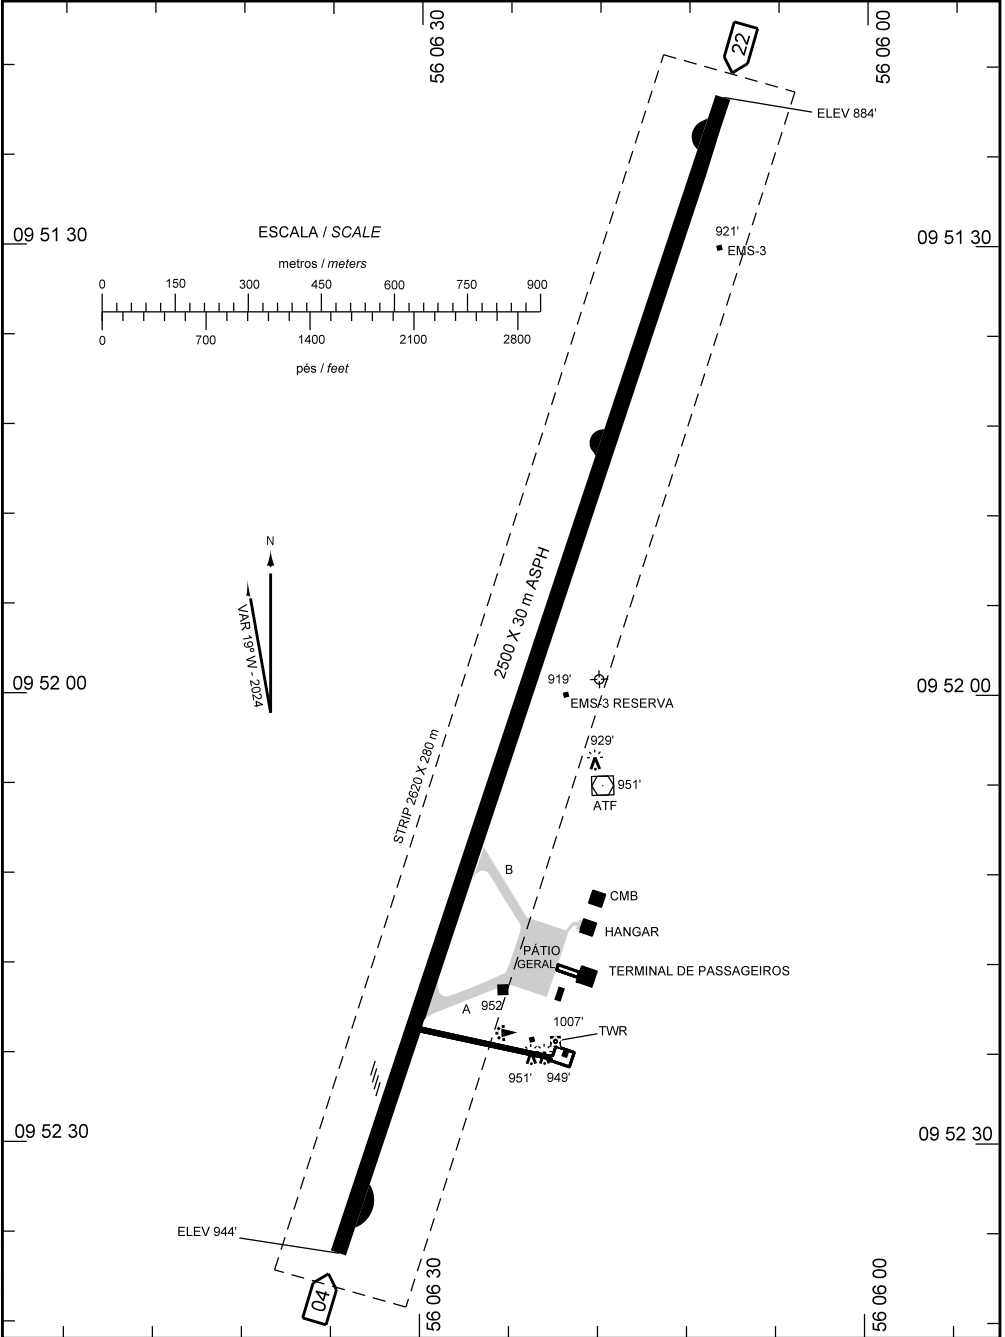 56 06 30
56 06 00
22
ELEV 884'
09 51 30
ESCALA / SCALE
921'
EMS-3
09 51 30
metros / meters
0 150 300 450 600 750 900
0 700 1400 2100 2800
pés / feet
N
VAR 19° W - 2024
2500 X 30 m ASPH
09 52 00
919'
EMS-3 RESERVA
09 52 00
STRIP 2620 X 280 m
929'
951'
ATF
B
CMB
HANGAR
PÁTIO
GERAL
TERMINAL DE PASSAGEIROS
A
952'
1007'
TWR
951'
949'
09 52 30
09 52 30
ELEV 944'
04
56 06 30
56 06 00